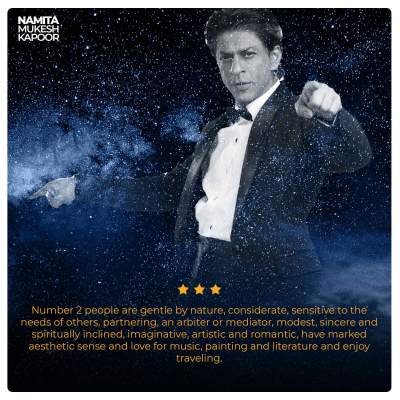 NAMITA
MUKESH
KAPOOR
Number 2 people are gentle by nature, considerate, sensitive to the
needs of others, partnering, an arbiter or mediator, modest, sincere and
spiritually inclined, imaginative, artistic and romantic, have marked
aesthetic sense and love for music, painting and literature and enjoy
traveling.